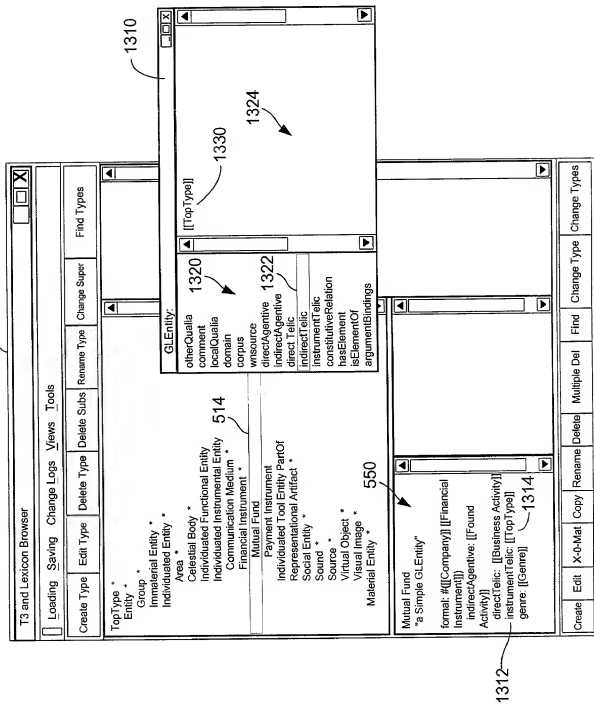 T3 and Lexicon Browser
Loading Saving Change Logs Views Tools
Create Type Edit Type Delete Type Delete Subs Rename Type Change Super Find Types
TopType *
Entity *
Group *
Immaterial Entity *
Individuated Entity *
Area *
Celestial Body *
Individuated Functional Entity
Individuated Instrumental Entity
Communication Medium *
Financial Instrument *
Mutual Fund
Payment Instrument
Individuated Tool Entity PartOf
Representational Artifact *
Social Entity *
Sound *
Source *
Virtual Object *
Visual Image *
Material Entity *
514
1310
GLEntity:
otherQualia
comment
localQualia
domain
corpus
wnsource
directAgentive
indirectAgentive
direct Telic
indirectTelic
instrumentTelic
constitutiveRelation
hasElement
isElementOf
argumentBindings
1320
1322
[[TopType]]
1330
1324
Mutual Fund
"a Simple GLEntity"
formal: #([[Company]] [[Financial
Instrument]])
indirectAgentive: [[Found
Activity]]
directTelic: [[Business Activity]]
instrumentTelic: [[TopType]]
genre: [[Genre]]
550
1312
1314
Create Edit X-0-Mat Copy Rename Delete Multiple Del Find Change Type Change Types